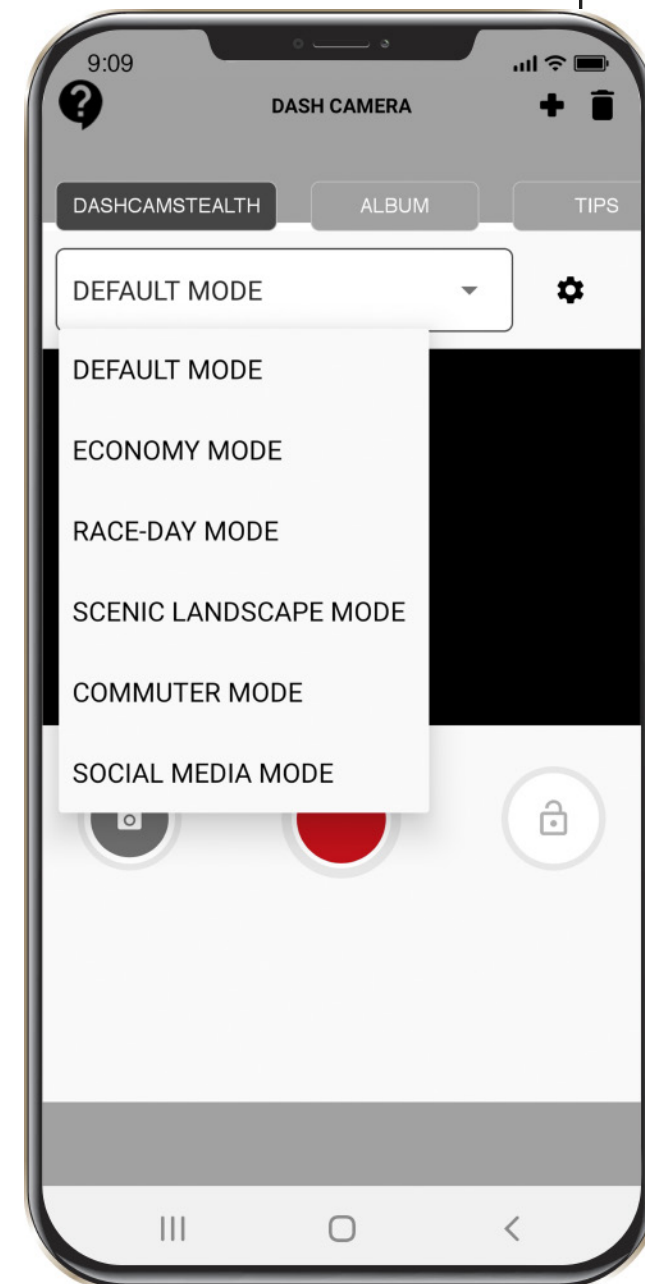 9:09
DASH CAMERA
DASHCAMSTEALTH
ALBUM
TIPS
DEFAULT MODE
DEFAULT MODE
ECONOMY MODE
RACE-DAY MODE
SCENIC LANDSCAPE MODE
COMMUTER MODE
SOCIAL MEDIA MODE